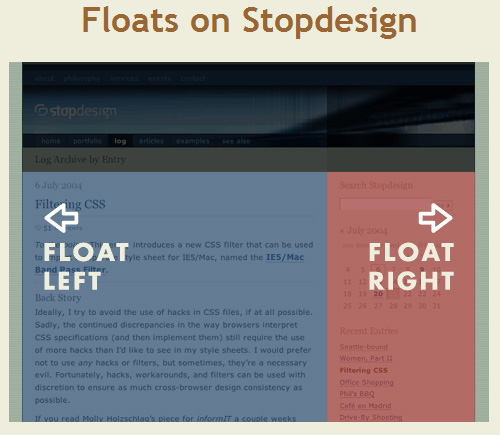 Floats on Stopdesign
about philosophy services events contact
stopdesign
home portfolio log articles examples see also
Log Archive by Entry
6 July 2004
Filtering CSS
51
introduces a new CSS filter that can be used
style sheet for IE5/Mac, named the IE5/Mac
Band Pass Filter.
FLOAT
LEFT
Back Story
Ideally, I try to avoid the use of hacks in CSS files, if at all possible.
Sadly, the continued discrepancies in the way browsers interpret
CSS specifications (and then implement them) still require the use
of more hacks than I'd like to see in my style sheets. I would prefer
not to use any hacks or filters, but sometimes, they're a necessary
evil. Fortunately, hacks, workarounds, and filters can be used with
discretion to ensure as much cross-browser design consistency as
possible.
If you read Molly Holzschlag's piece for informIT a couple weeks
Search Stopdesign
« July 2004
FLOAT
RIGHT
25 26 27 28 29 30 31
Recent Entries
Seattle-bound
Women, Part II
Filtering CSS
Office Shopping
Phil's BBQ
Café en Madrid
Drive-By Shooting